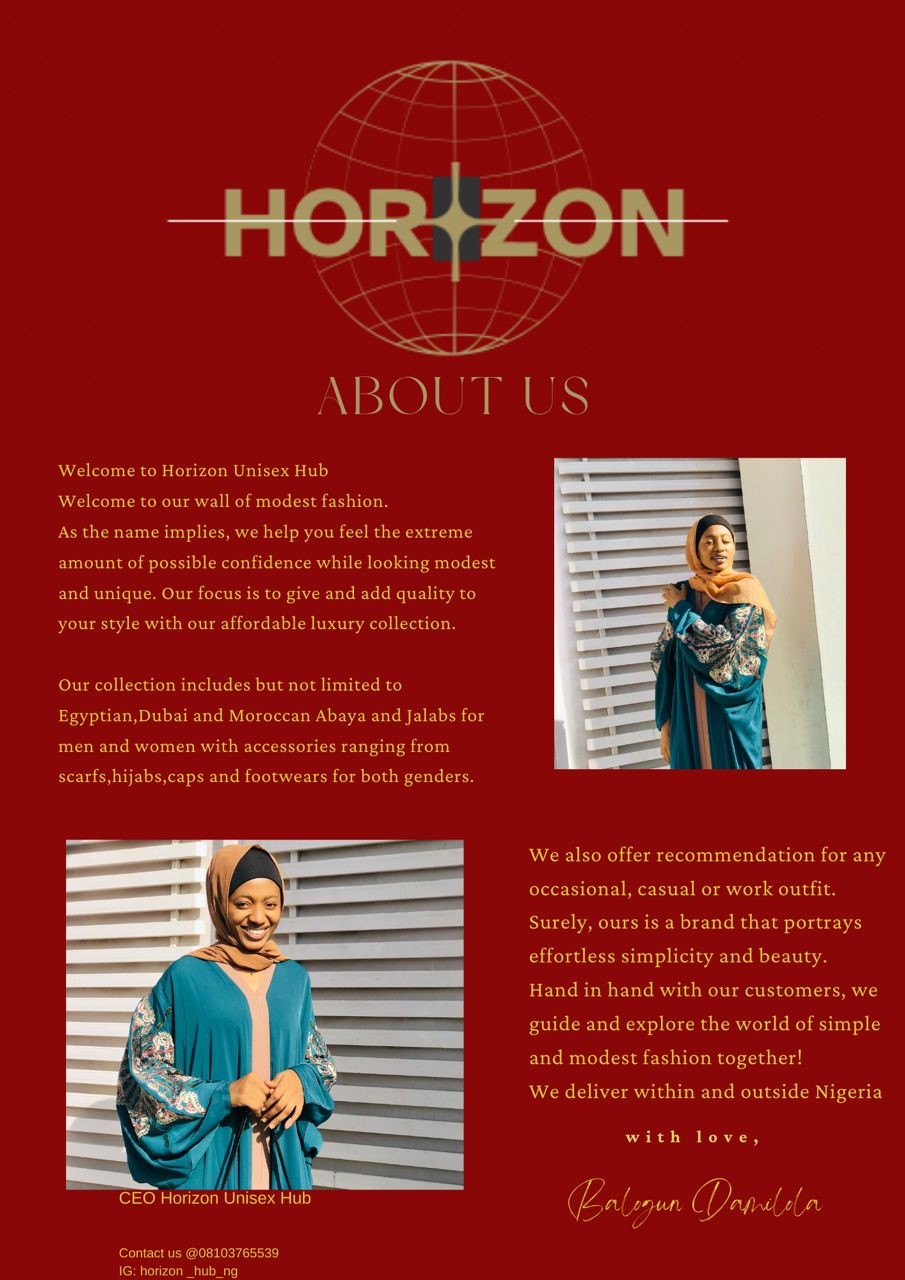 HORIZON
ABOUT US
Welcome to Horizon Unisex Hub
Welcome to our wall of modest fashion.
As the name implies, we help you feel the extreme
amount of possible confidence while looking modest
and unique. Our focus is to give and add quality to
your style with our affordable luxury collection.
Our collection includes but not limited to
Egyptian,Dubai and Moroccan Abaya and Jalabs for
men and women with accessories ranging from
scarfs,hijabs,caps and footwears for both genders.
We also offer recommendation for any
occasional, casual or work outfit.
Surely, ours is a brand that portrays
effortless simplicity and beauty.
Hand in hand with our customers, we
guide and explore the world of simple
and modest fashion together!
We deliver within and outside Nigeria
with love,
Balogun Damilola
CEO Horizon Unisex Hub
Contact us @08103765539
IG: horizon _hub_ng